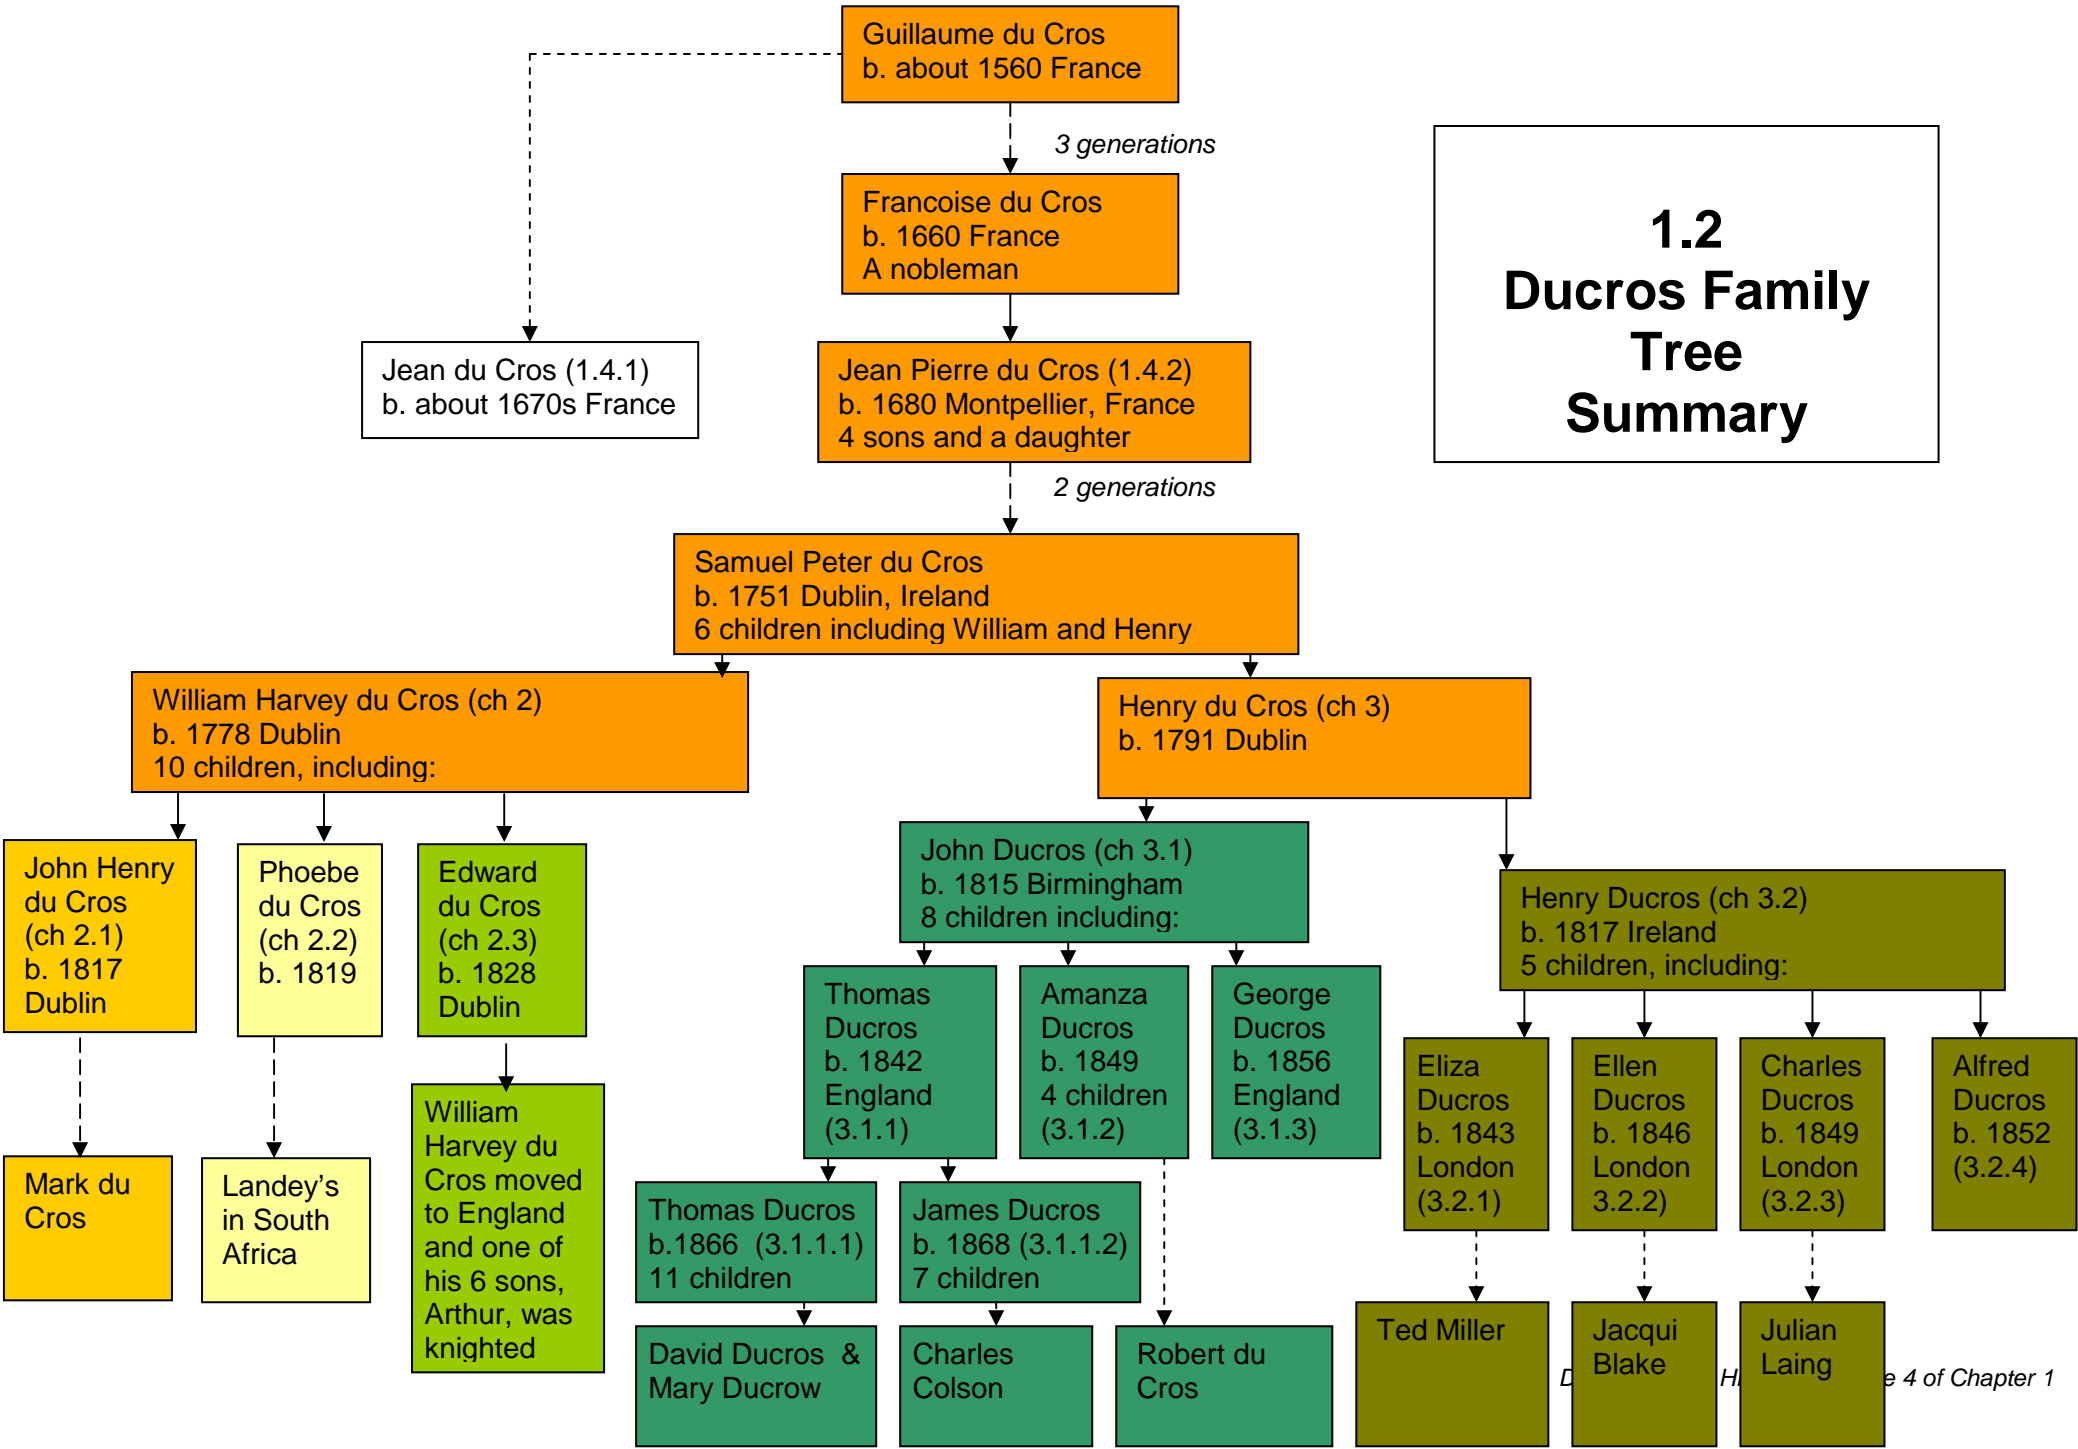 Guillaume du Cros
b. about 1560 France
3 generations
Francoise du Cros
b. 1660 France
A nobleman
1.2
Ducros Family
Tree
Summary
Jean du Cros (1.4.1)
b. about 1670s France
Jean Pierre du Cros (1.4.2)
b. 1680 Montpellier, France
4 sons and a daughter
2 generations
Samuel Peter du Cros
b. 1751 Dublin, Ireland
6 children including William and Henry
William Harvey du Cros (ch 2)
b. 1778 Dublin
10 children, including:
Henry du Cros (ch 3)
b. 1791 Dublin
John Henry
du Cros
(ch 2.1)
b. 1817
Dublin
Phoebe
du Cros
(ch 2.2)
b. 1819
Edward
du Cros
(ch 2.3)
b. 1828
Dublin
John Ducros (ch 3.1)
b. 1815 Birmingham
8 children including:
Henry Ducros (ch 3.2)
b. 1817 Ireland
5 children, including:
Thomas
Ducros
b. 1842
England
(3.1.1)
Amanza
Ducros
b. 1849
4 children
(3.1.2)
George
Ducros
b. 1856
England
(3.1.3)
Eliza
Ducros
b. 1843
London
(3.2.1)
Ellen
Ducros
b. 1846
London
3.2.2)
Charles
Ducros
b. 1849
London
(3.2.3)
Alfred
Ducros
b. 1852
(3.2.4)
Mark du
Cros
Landey's
in South
Africa
William
Harvey du
Cros moved
to England
and one of
his 6 sons,
Arthur, was
knighted
Thomas Ducros
b.1866 (3.1.1.1)
11 children
James Ducros
b. 1868 (3.1.1.2)
7 children
David Ducros &
Mary Ducrow
Charles
Colson
Robert du
Cros
Ted Miller
Jacqui
Blake
Julian
Laing
4 of Chapter 1